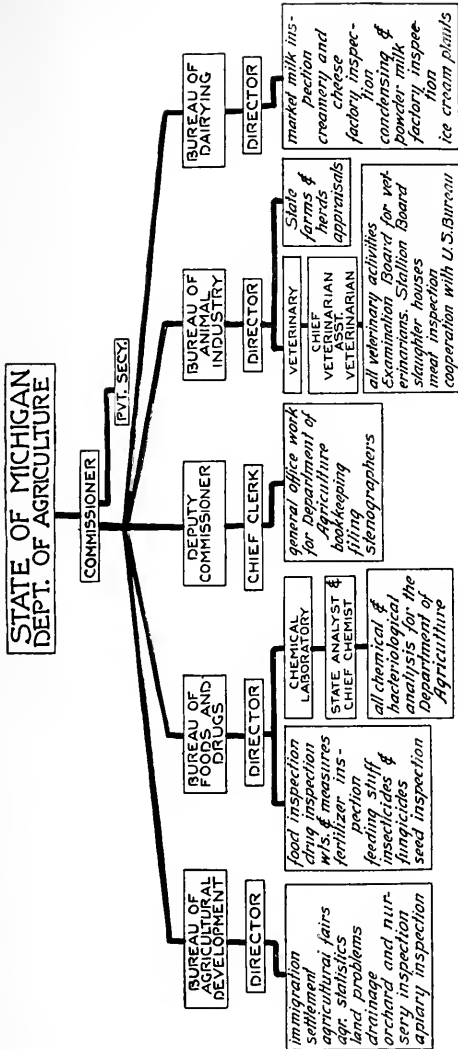 STATE OF MICHIGAN
DEPT. OF AGRICULTURE
COMMISSIONER
PVT. SECY.
BUREAU OF
AGRICULTURAL
DEVELOPMENT
DIRECTOR
immigration
settlement
agricultural fairs
agr. statistics
land problems
drainage
orchard and nur-
sery inspection
apiary inspection
BUREAU OF
FOODS AND
DRUGS
DIRECTOR
food inspection
drug inspection
wts. & measures
fertilizer ins-
pection
feeding stuff
insecticides &
fungicides
seed inspection
CHEMICAL
LABORATORY
STATE ANALYST &
CHIEF CHEMIST
all chemical &
bacteriological
analysis for the
Department of
Agriculture
DEPUTY
COMMISSIONER
CHIEF CLERK
general office work
for Department of
Agriculture
bookkeeping
filing
stenographers
BUREAU OF
ANIMAL
INDUSTRY
DIRECTOR
VETERINARY
CHIEF
VETERINARIAN
ASST.
VETERINARIAN
all veterinary activities
Examination Board for vet-
erinarians. Stallion Board
slaughter houses
meat inspection
cooperation with U.S. Bureau
State
farms &
herds
appraisals
BUREAU OF
DAIRYING
DIRECTOR
market milk ins-
pection
creamery and
cheese
factory inspec-
tion
condensing &
powder milk
factory inspec-
tion
ice cream plants